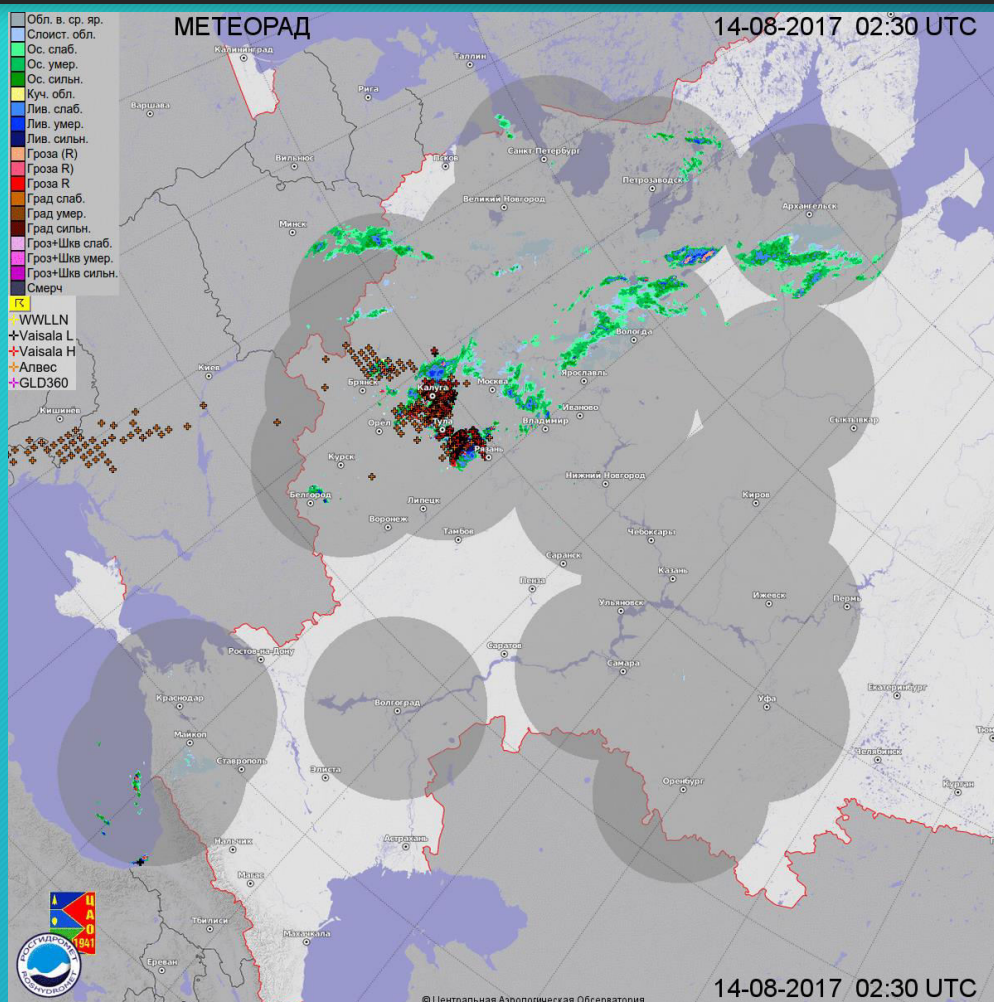 МЕТЕОРАД
14-08-2017 02:30 UTC
Обл. в. ср. яр.
Слоист. обл.
Ос. слаб.
Ос. умер.
Ос. сильн.
Куч. обл.
Лив. слаб.
Лив. умер.
Лив. сильн.
Гроза (R)
Гроза R)
Гроза R
Град слаб.
Град умер.
Град сильн.
Гроз+Шкв слаб.
Гроз+Шкв умер.
Гроз+Шкв сильн.
Смерч
WWLLN
Vaisala L
Vaisala H
Алвес
GLD360
Калининград
Таллин
Рига
Варшава
Вильнюс
Псков
Санкт-Петербург
Петрозаводск
Великий Новгород
Архангельск
Минск
Вологда
Киев
Брянск
Калуга
Москва
Ярославль
Иваново
Кишинев
Орел
Тула
Владимир
Сыктывкар
Рязань
Курск
Нижний Новгород
Белгород
Липецк
Киров
Воронеж
Тамбов
Чебоксары
Саранск
Казань
Пенза
Ульяновск
Ижевск
Пермь
Ростов-на-Дону
Саратов
Самара
Краснодар
Волгоград
Уфа
Екатеринбург
Майкоп
Челябинск
Ставрополь
Элиста
Оренбург
Курган
Нальчик
Астрахань
Магас
Тбилиси
Махачкала
Ереван
ЦАО
1941
РОСГИДРОМЕТ
ROSHYDROMET
14-08-2017 02:30 UTC
© Центральная Аэрологическая Обсерватория